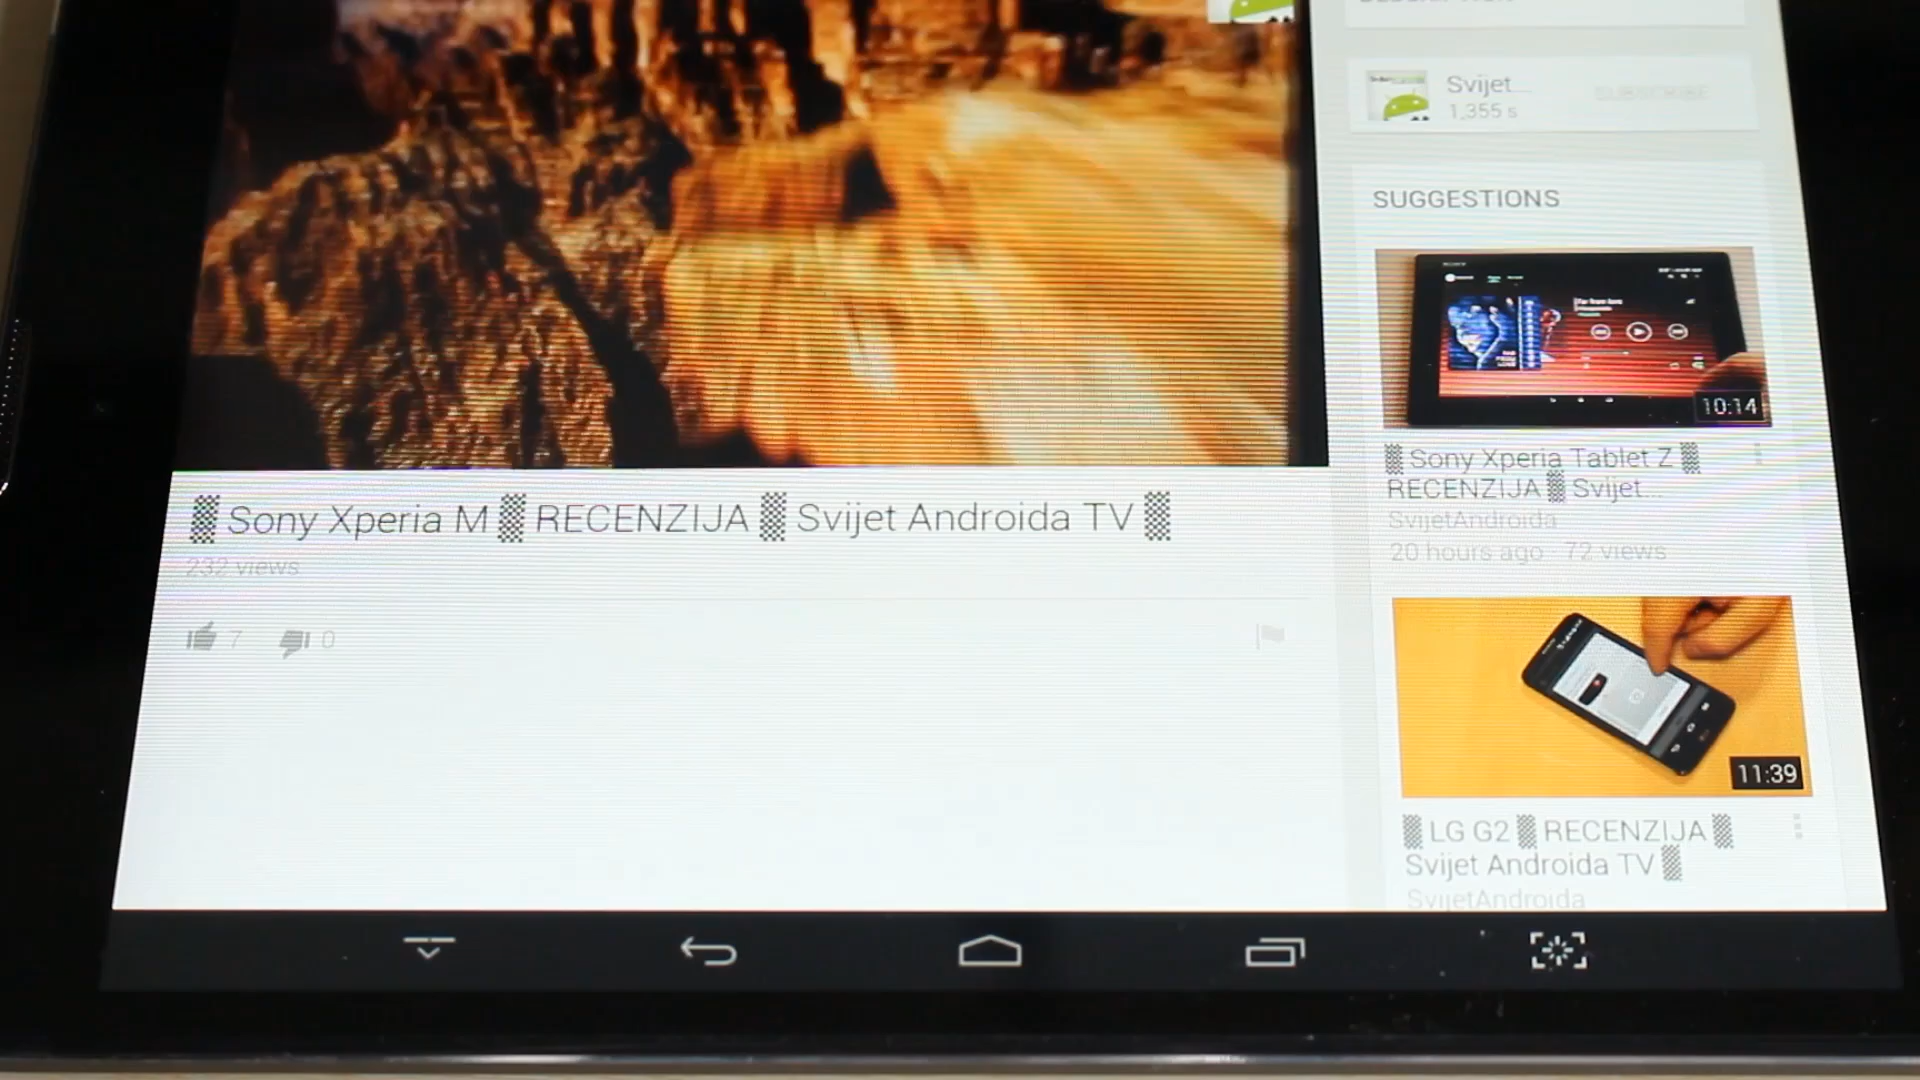 ▒ Sony Xperia M ▒ RECENZIJA ▒ Svijet Androida TV ▒
232 views
7 0
Svijet...
1,355 s
SUBSCRIBE
SUGGESTIONS
10:14
▒ Sony Xperia Tablet Z ▒
RECENZIJA ▒ Svijet...
SvijetAndroida
20 hours ago · 72 views
11:39
▒ LG G2 ▒ RECENZIJA ▒
Svijet Androida TV ▒
SvijetAndroida